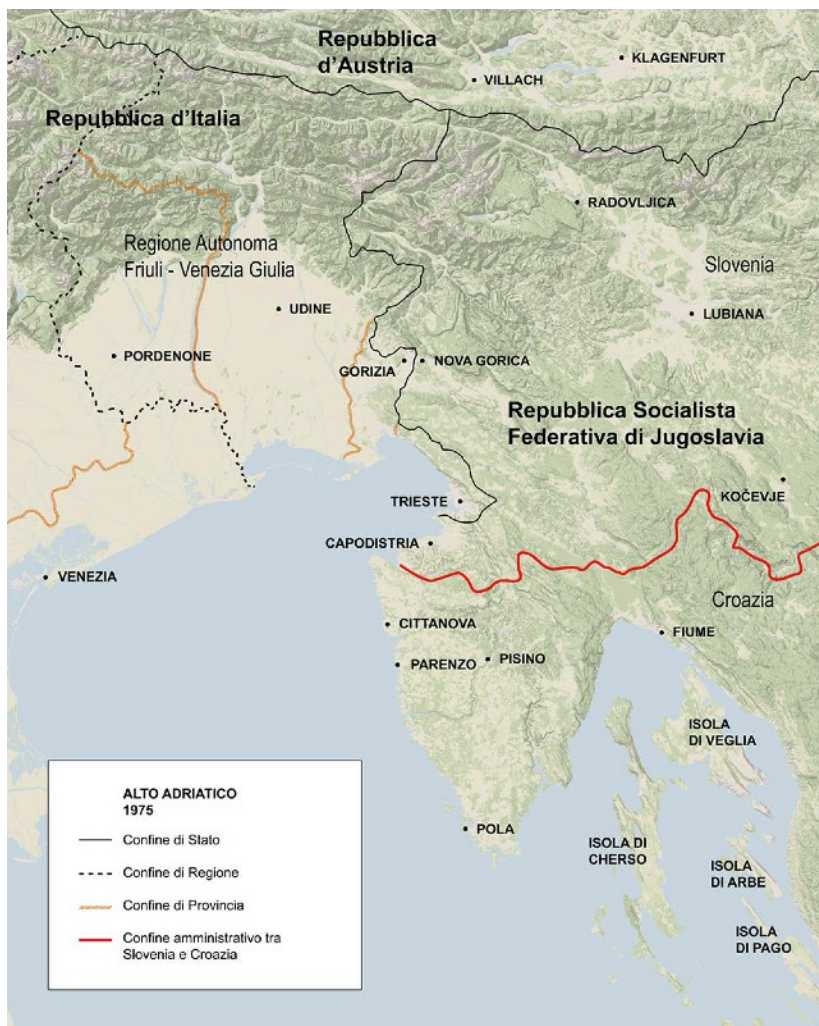 Repubblica
d'Austria
KLAGENFURT
VILLACH
Repubblica d'Italia
RADOVLJICA
Regione Autonoma
Friuli - Venezia Giulia
Slovenia
UDINE
LUBIANA
PORDENONE
GORIZIA
NOVA GORICA
Repubblica Socialista
Federativa di Jugoslavia
KOČEVJE
TRIESTE
CAPODISTRIA
VENEZIA
Croazia
CITTANOVA
FIUME
PARENZO
PISINO
ISOLA
DI VEGLIA
POLA
ISOLA DI
CHERSO
ISOLA
DI ARBE
ISOLA
DI PAGO
ALTO ADRIATICO
1975
Confine di Stato
Confine di Regione
Confine di Provincia
Confine amministrativo tra
Slovenia e Croazia